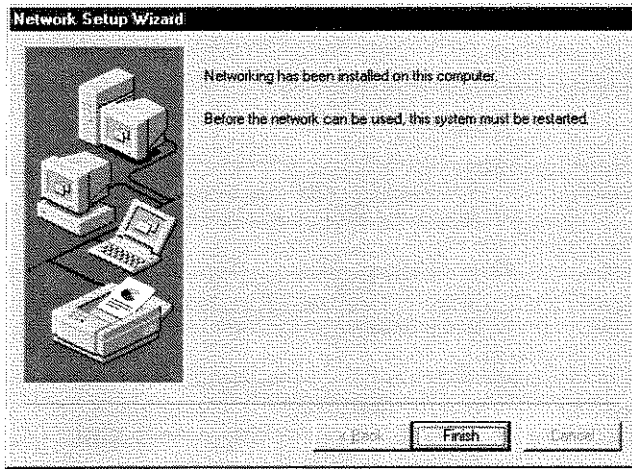 Network Setup Wizard
Networking has been installed on this computer.
Before the network can be used, this system must be restarted.
< Back Finish Cancel